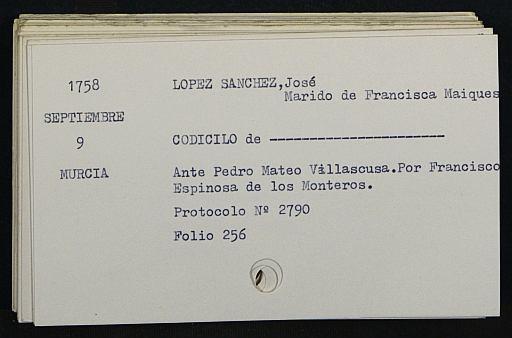 1758 LOPEZ SANCHEZ,José
Marido de Francisca Maiques
SEPTIEMBRE
9 CODICILO de ----------------------
MURCIA Ante Pedro Mateo Villascusa.Por Francisco
Espinosa de los Monteros.
Protocolo Nº 2790
Folio 256